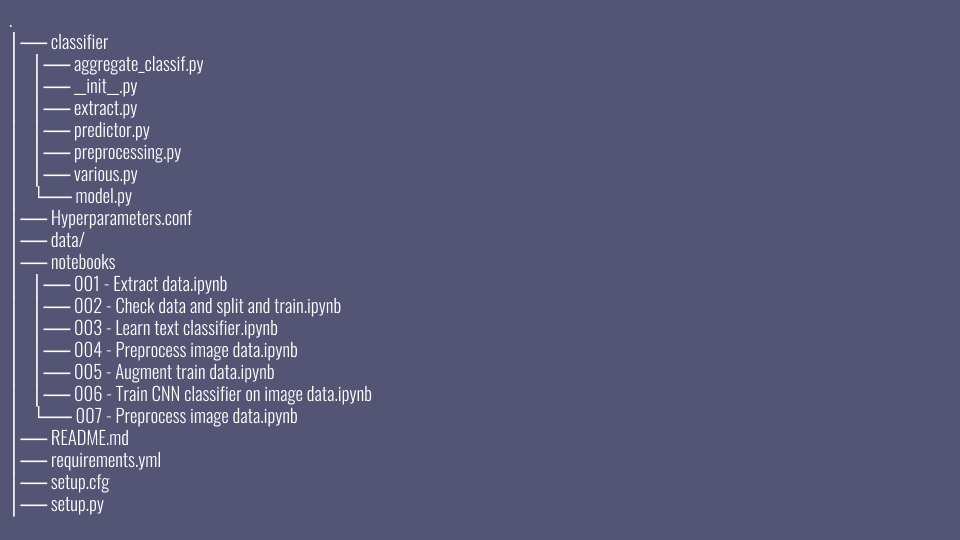 .
├── classifier
│   ├── aggregate_classif.py
│   ├── __init__.py
│   ├── extract.py
│   ├── predictor.py
│   ├── preprocessing.py
│   ├── various.py
│   └── model.py
├── Hyperparameters.conf
├── data/
├── notebooks
│   ├── 001 - Extract data.ipynb
│   ├── 002 - Check data and split and train.ipynb
│   ├── 003 - Learn text classifier.ipynb
│   ├── 004 - Preprocess image data.ipynb
│   ├── 005 - Augment train data.ipynb
│   ├── 006 - Train CNN classifier on image data.ipynb
│   └── 007 - Preprocess image data.ipynb
├── README.md
├── requirements.yml
├── setup.cfg
├── setup.py